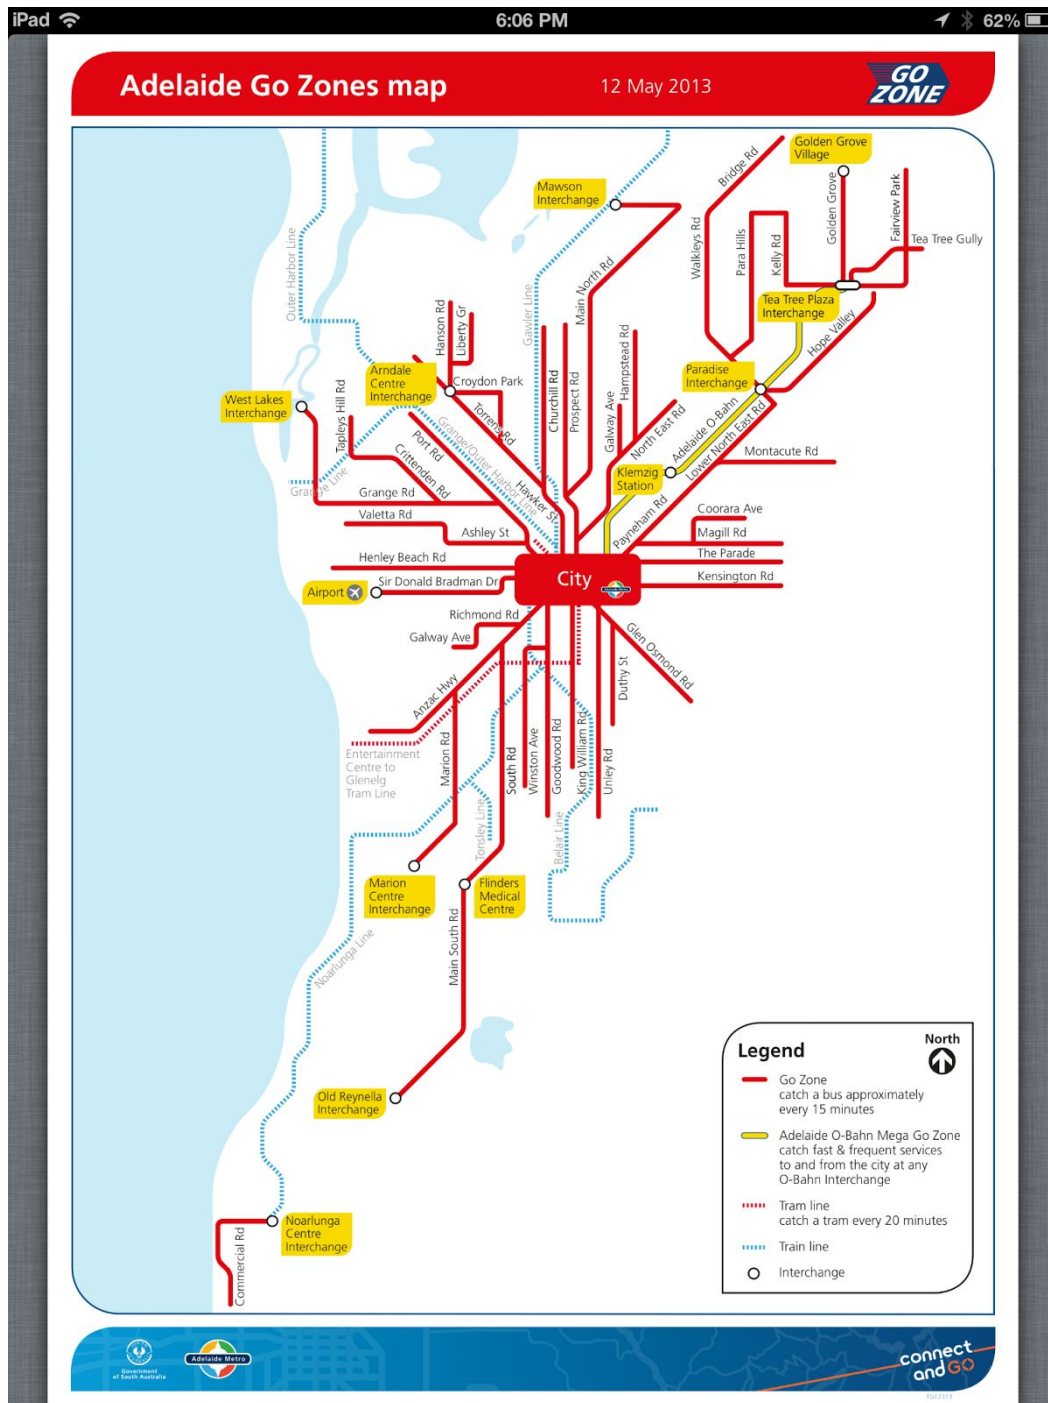 iPad
6:06 PM
62%
Adelaide Go Zones map
12 May 2013
GO
ZONE
Golden Grove
Village
Bridge Rd
Mawson
Interchange
Golden Grove
Fairview Park
Tea Tree Gully
Walkleys Rd
Para Hills
Kelly Rd
Outer Harbor Line
Main North Rd
Gawler Line
Tea Tree Plaza
Interchange
Hope Valley
Hanson Rd
Liberty Gr
Arndale
Centre
Interchange
Croydon Park
Churchill Rd
Prospect Rd
Hampstead Rd
Galway Ave
Paradise
Interchange
West Lakes
Interchange
Tapleys Hill Rd
Torrens Rd
North East Rd
Adelaide O-Bahn
Lower North East Rd
Port Rd
Grange/Outer Harbor Line
Crittenden Rd
Montacute Rd
Klemzig
Station
Grange Line
Grange Rd
Hawker St
Payneham Rd
Coorara Ave
Valetta Rd
Ashley St
Magill Rd
Henley Beach Rd
The Parade
City
Airport
Sir Donald Bradman Dr
Kensington Rd
Richmond Rd
Galway Ave
Glen Osmond Rd
Duthy St
Anzac Hwy
Entertainment
Centre to
Glenelg
Tram Line
Marion Rd
South Rd
Winston Ave
Goodwood Rd
King William Rd
Unley Rd
Tonsley Line
Belair Line
Marion
Centre
Interchange
Flinders
Medical
Centre
Noarlunga Line
Main South Rd
Old Reynella
Interchange
Noarlunga
Centre
Interchange
Commercial Rd
Legend
North
Go Zone
catch a bus approximately
every 15 minutes
Adelaide O-Bahn Mega Go Zone
catch fast & frequent services
to and from the city at any
O-Bahn Interchange
Tram line
catch a tram every 20 minutes
Train line
Interchange
Government
of South Australia
Adelaide Metro
connect
and GO